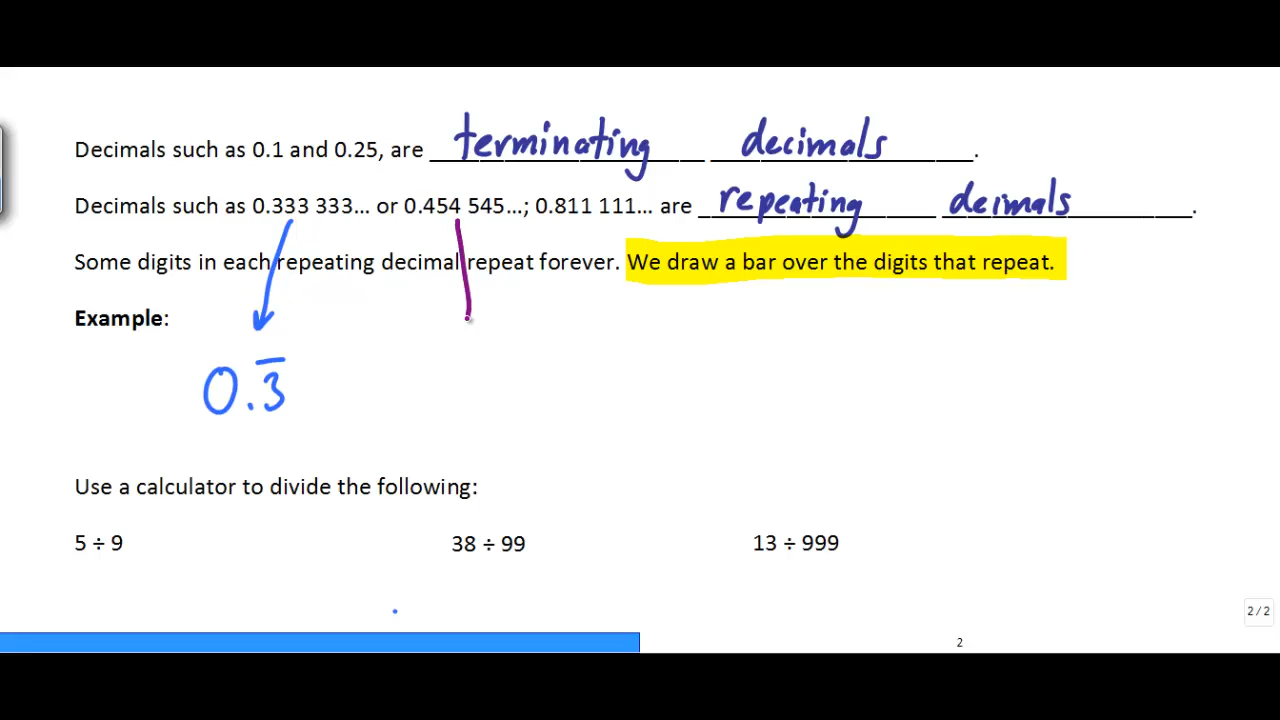 Decimals such as 0.1 and 0.25, are terminating decimals.
Decimals such as 0.333 333... or 0.454 545...; 0.811 111... are repeating deimals.
Some digits in each repeating decimal repeat forever. We draw a bar over the digits that repeat.
Example:
0.3̅
Use a calculator to divide the following:
5 ÷ 9 38 ÷ 99 13 ÷ 999
2/2
2